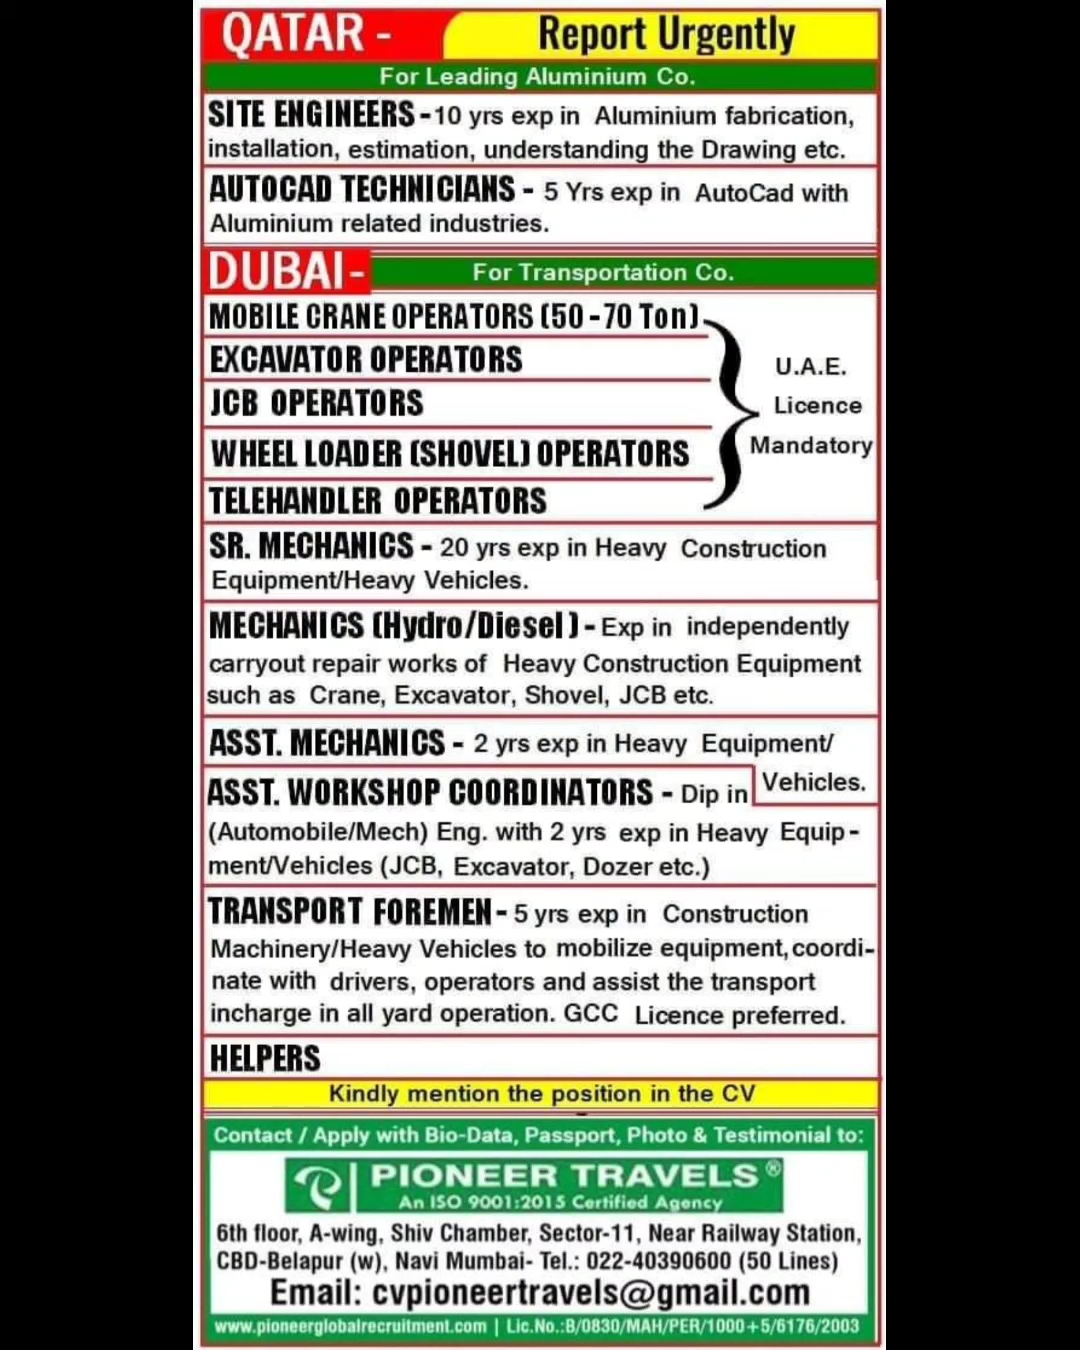 QATAR -
Report Urgently
For Leading Aluminium Co.
SITE ENGINEERS - 10 yrs exp in Aluminium fabrication,
installation, estimation, understanding the Drawing etc.
AUTOCAD TECHNICIANS - 5 Yrs exp in AutoCad with
Aluminium related industries.
DUBAI-
For Transportation Co.
MOBILE CRANE OPERATORS (50 -70 Ton)
EXCAVATOR OPERATORS
JCB OPERATORS
WHEEL LOADER (SHOVEL) OPERATORS
TELEHANDLER OPERATORS
U.A.E.
Licence
Mandatory
SR. MECHANICS - 20 yrs exp in Heavy Construction
Equipment/Heavy Vehicles.
MECHANICS (Hydro/Diesel ) - Exp in independently
carryout repair works of Heavy Construction Equipment
such as Crane, Excavator, Shovel, JCB etc.
ASST. MECHANICS - 2 yrs exp in Heavy Equipment/
Vehicles.
ASST. WORKSHOP COORDINATORS - Dip in
(Automobile/Mech) Eng. with 2 yrs exp in Heavy Equip -
ment/Vehicles (JCB, Excavator, Dozer etc.)
TRANSPORT FOREMEN - 5 yrs exp in Construction
Machinery/Heavy Vehicles to mobilize equipment, coordi-
nate with drivers, operators and assist the transport
incharge in all yard operation. GCC Licence preferred.
HELPERS
Kindly mention the position in the CV
Contact / Apply with Bio-Data, Passport, Photo & Testimonial to:
PIONEER TRAVELS ®
An ISO 9001:2015 Certified Agency
6th floor, A-wing, Shiv Chamber, Sector-11, Near Railway Station,
CBD-Belapur (w), Navi Mumbai- Tel.: 022-40390600 (50 Lines)
Email: cvpioneertravels@gmail.com
www.pioneerglobalrecruitment.com | Lic.No.:B/0830/MAH/PER/1000+5/6176/2003